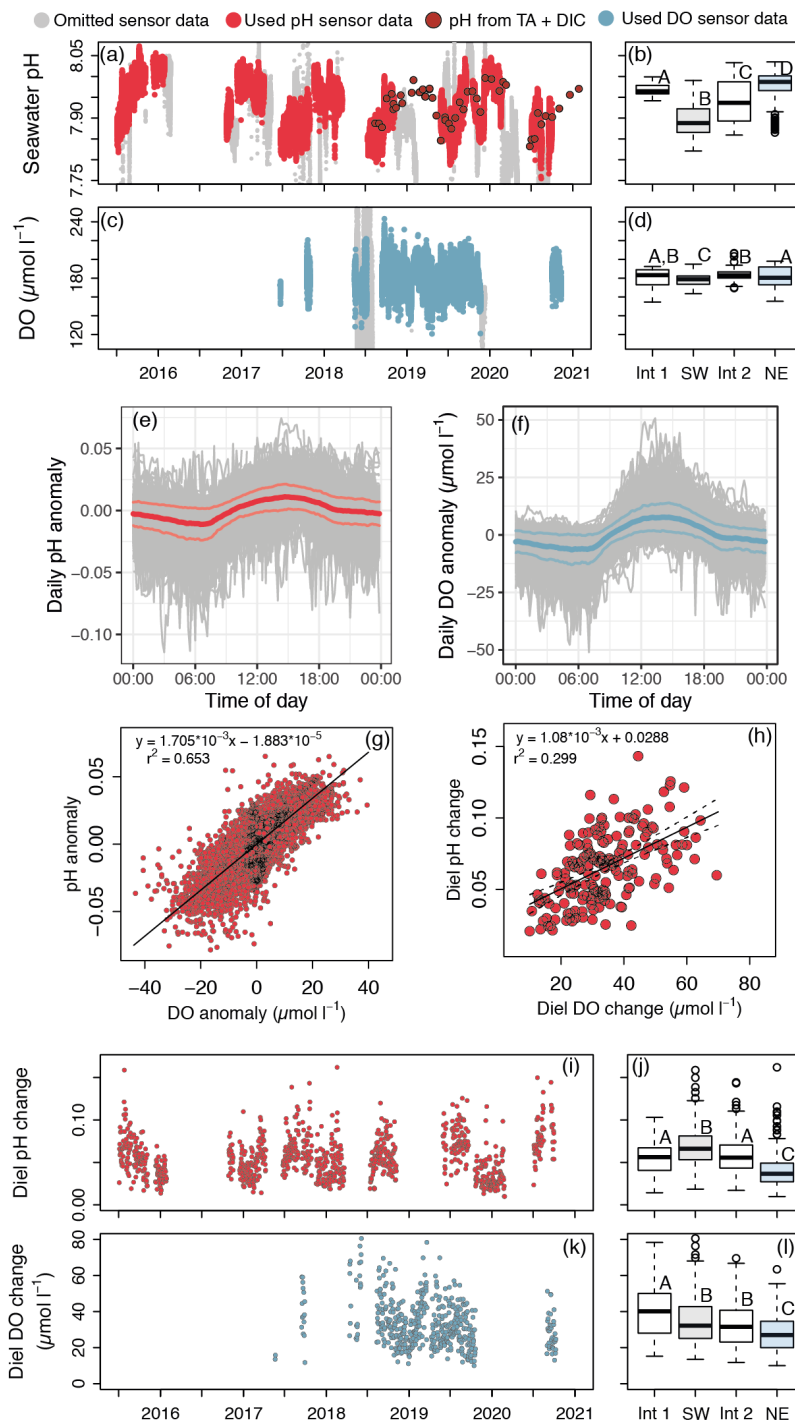 Omitted sensor data Used pH sensor data pH from TA + DIC Used DO sensor data
(a) (b)
Seawater pH
8.05
7.90
7.75
A
B
C
D
(c) (d)
DO (µmol l⁻¹)
240
180
120
A,B
C
B
A
2016 2017 2018 2019 2020 2021
Int 1 SW Int 2 NE
(e)
Daily pH anomaly
0.05
0.00
−0.05
−0.10
00:00 06:00 12:00 18:00 00:00
Time of day
(f)
Daily DO anomaly (µmol l⁻¹)
50
25
0
−25
−50
00:00 06:00 12:00 18:00 00:00
Time of day
(g)
y = 1.705*10⁻³x − 1.883*10⁻⁵
r² = 0.653
pH anomaly
0.05
0.00
−0.05
−40 −20 0 20 40
DO anomaly (µmol l⁻¹)
(h)
y = 1.08*10⁻³x + 0.0288
r² = 0.299
Diel pH change
0.15
0.10
0.05
20 40 60 80
Diel DO change (µmol l⁻¹)
(i) (j)
Diel pH change
0.10
0.00
A
B
A
C
(k) (l)
Diel DO change
(µmol l⁻¹)
80
60
40
20
0
A
B
B
C
2016 2017 2018 2019 2020 2021
Int 1 SW Int 2 NE